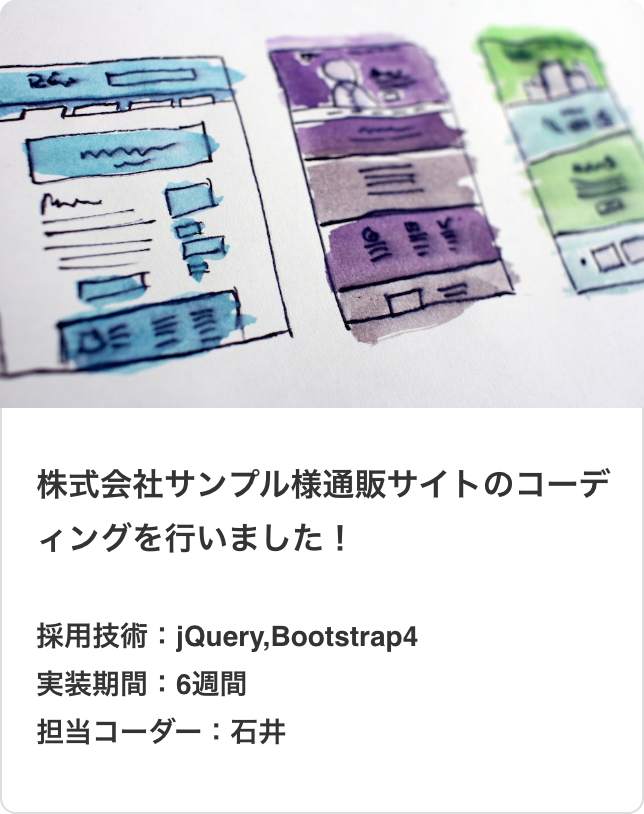 株式会社サンプル様通販サイトのコーデ
ィングを行いました！
採用技術：jQuery,Bootstrap4
実装期間：6週間
担当コーダー：石井